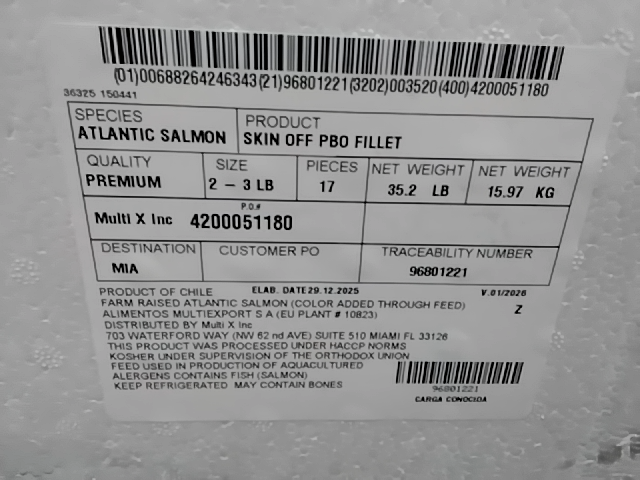 (01)00688264246343(21)96801221(3202)003520(400)4200051180
36325 150441
SPECIES
ATLANTIC SALMON
PRODUCT
SKIN OFF PBO FILLET
QUALITY
PREMIUM
SIZE
2 - 3 LB
PIECES
17
NET WEIGHT
35.2 LB
NET WEIGHT
15.97 KG
Multi X Inc
P.O.#
4200051180
DESTINATION
MIA
CUSTOMER PO
TRACEABILITY NUMBER
96801221
PRODUCT OF CHILE ELAB. DATE29.12.2025 V.01/2026
FARM RAISED ATLANTIC SALMON (COLOR ADDED THROUGH FEED) Z
ALIMENTOS MULTIEXPORT S A (EU PLANT # 10823)
DISTRIBUTED BY Multi X Inc
703 WATERFORD WAY (NW 62 nd AVE) SUITE 510 MIAMI FL 33126
THIS PRODUCT WAS PROCESSED UNDER HACCP NORMS
KOSHER UNDER SUPERVISION OF THE ORTHODOX UNION
FEED USED IN PRODUCTION OF AQUACULTURED
ALERGENS CONTAINS FISH (SALMON)
KEEP REFRIGERATED MAY CONTAIN BONES
96801221
CARGA CONOCIDA